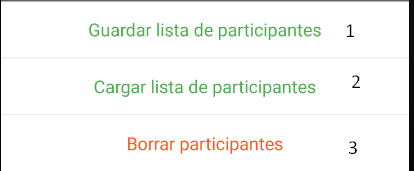 Guardar lista de participantes 1
Cargar lista de participantes 2
Borrar participantes 3